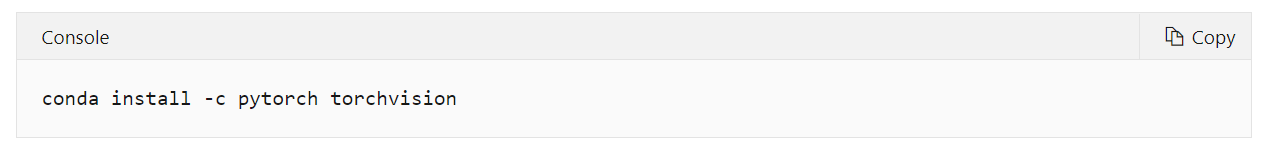 Console
Copy
conda install -c pytorch torchvision